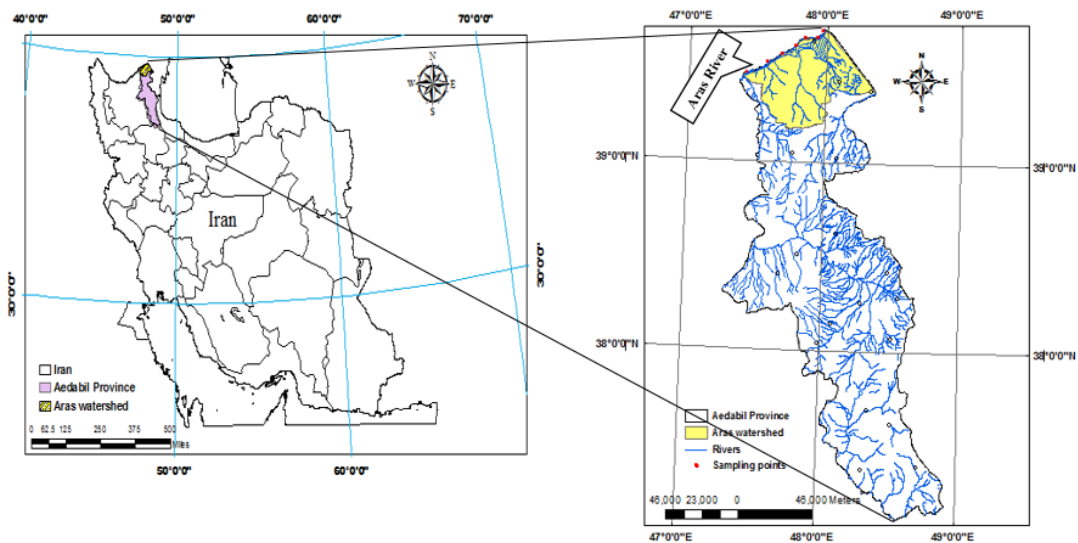 40°0'0"
50°0'0"
60°0'0"
70°0'0"
N
W
E
S
Iran
30°0'0"
30°0'0"
Iran
Aedabil Province
Aras watershed
0 62.5 125 250 375 500
Miles
50°0'0"
60°0'0"
47°0'0"E
48°0'0"E
49°0'0"E
Aras River
N
W
E
S
39°0'0"N
39°0'0"N
38°0'0"N
38°0'0"N
Aedabil Province
Aras watershed
Rivers
Sampling points
46,000 23,000 0 46,000 Meters
47°0'0"E
48°0'0"E
49°0'0"E